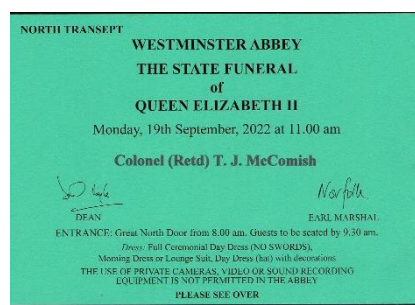 NORTH TRANSEPT
WESTMINSTER ABBEY
THE STATE FUNERAL
of
QUEEN ELIZABETH II
Monday, 19th September, 2022 at 11.00 am
Colonel (Retd) T. J. McComish
Norfolk
DEAN
EARL MARSHAL
ENTRANCE: Great North Door from 8.00 am. Guests to be seated by 9.30 am.
Dress: Full Ceremonial Day Dress (NO SWORDS),
Morning Dress or Lounge Suit, Day Dress (hat) with decorations
THE USE OF PRIVATE CAMERAS, VIDEO OR SOUND RECORDING
EQUIPMENT IS NOT PERMITTED IN THE ABBEY
PLEASE SEE OVER